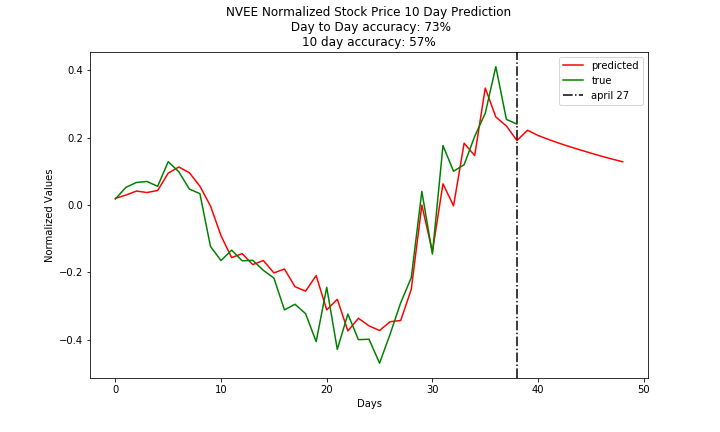 NVEE Normalized Stock Price 10 Day Prediction
Day to Day accuracy: 73%
10 day accuracy: 57%
predicted
true
april 27
0.4
0.2
0.0
−0.2
−0.4
Normalized Values
0 10 20 30 40 50
Days